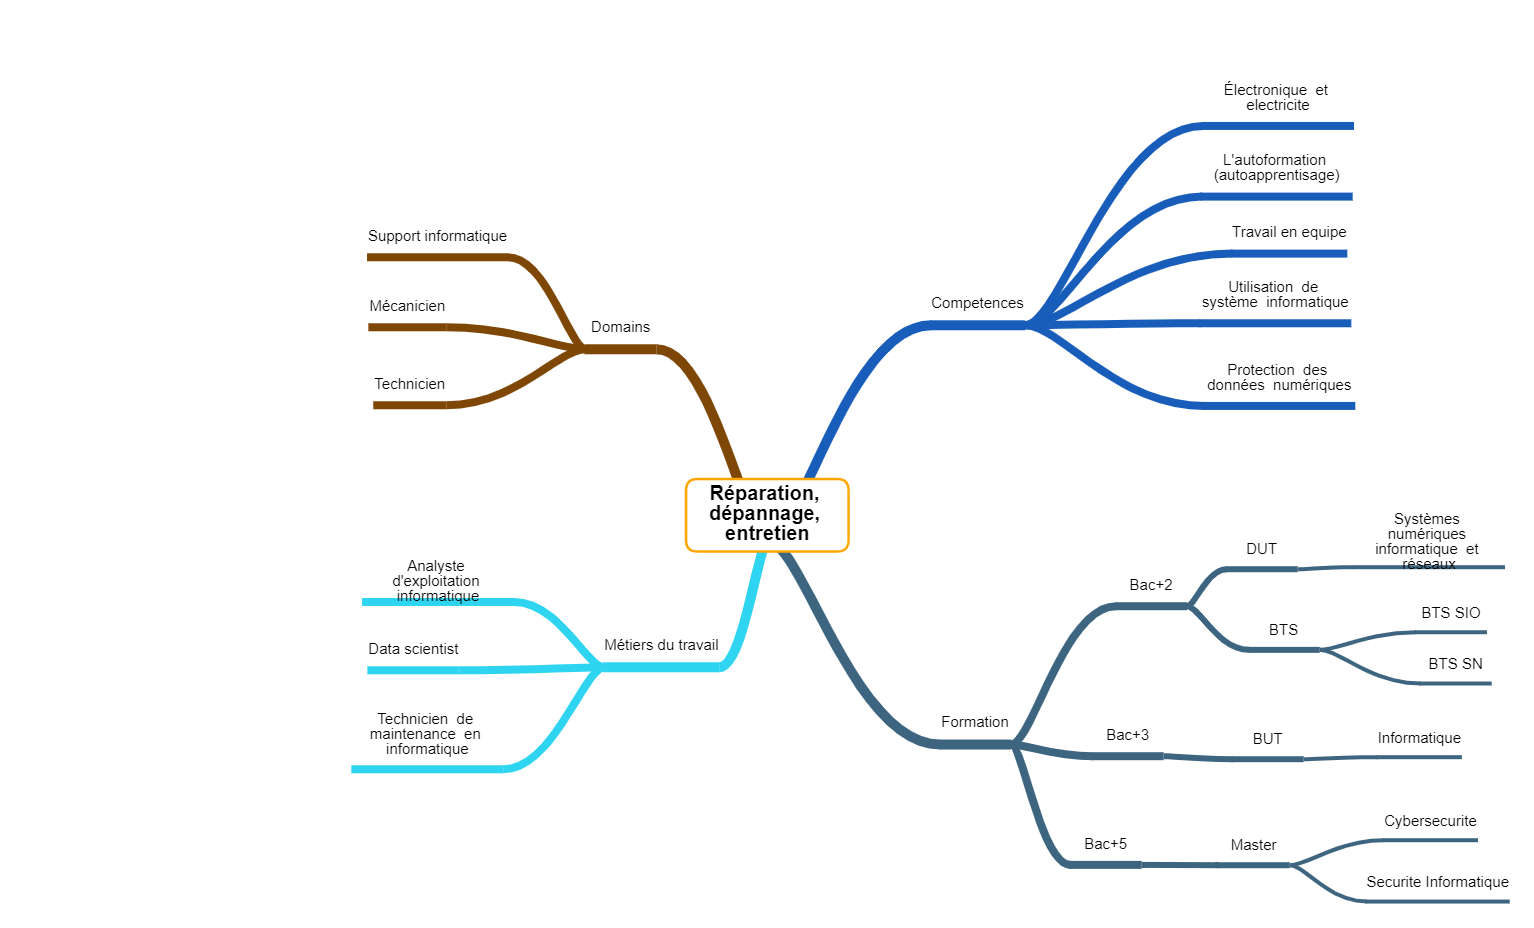 Réparation,
dépannage,
entretien
Domains
Support informatique
Mécanicien
Technicien
Competences
Électronique et
electricite
L'autoformation
(autoapprentisage)
Travail en equipe
Utilisation de
système informatique
Protection des
données numériques
Métiers du travail
Analyste
d'exploitation
informatique
Data scientist
Technicien de
maintenance en
informatique
Formation
Bac+2
DUT
Systèmes
numériques
informatique et
réseaux
BTS
BTS SIO
BTS SN
Bac+3
BUT
Informatique
Bac+5
Master
Cybersecurite
Securite Informatique